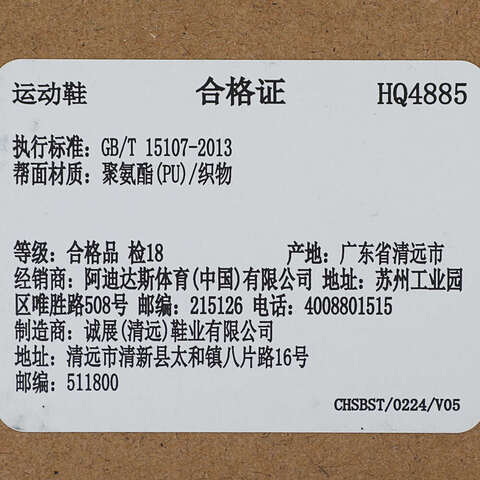 运动鞋 合格证 HQ4885
执行标准：GB/T 15107-2013
帮面材质：聚氨酯(PU)/织物
等级：合格品 检18 产地：广东省清远市
经销商：阿迪达斯体育(中国)有限公司 地址：苏州工业园
区唯胜路508号 邮编：215126 电话：4008801515
制造商：诚展(清远)鞋业有限公司
地址：清远市清新县太和镇八片路16号
邮编：511800
CHSBST/0224/V05